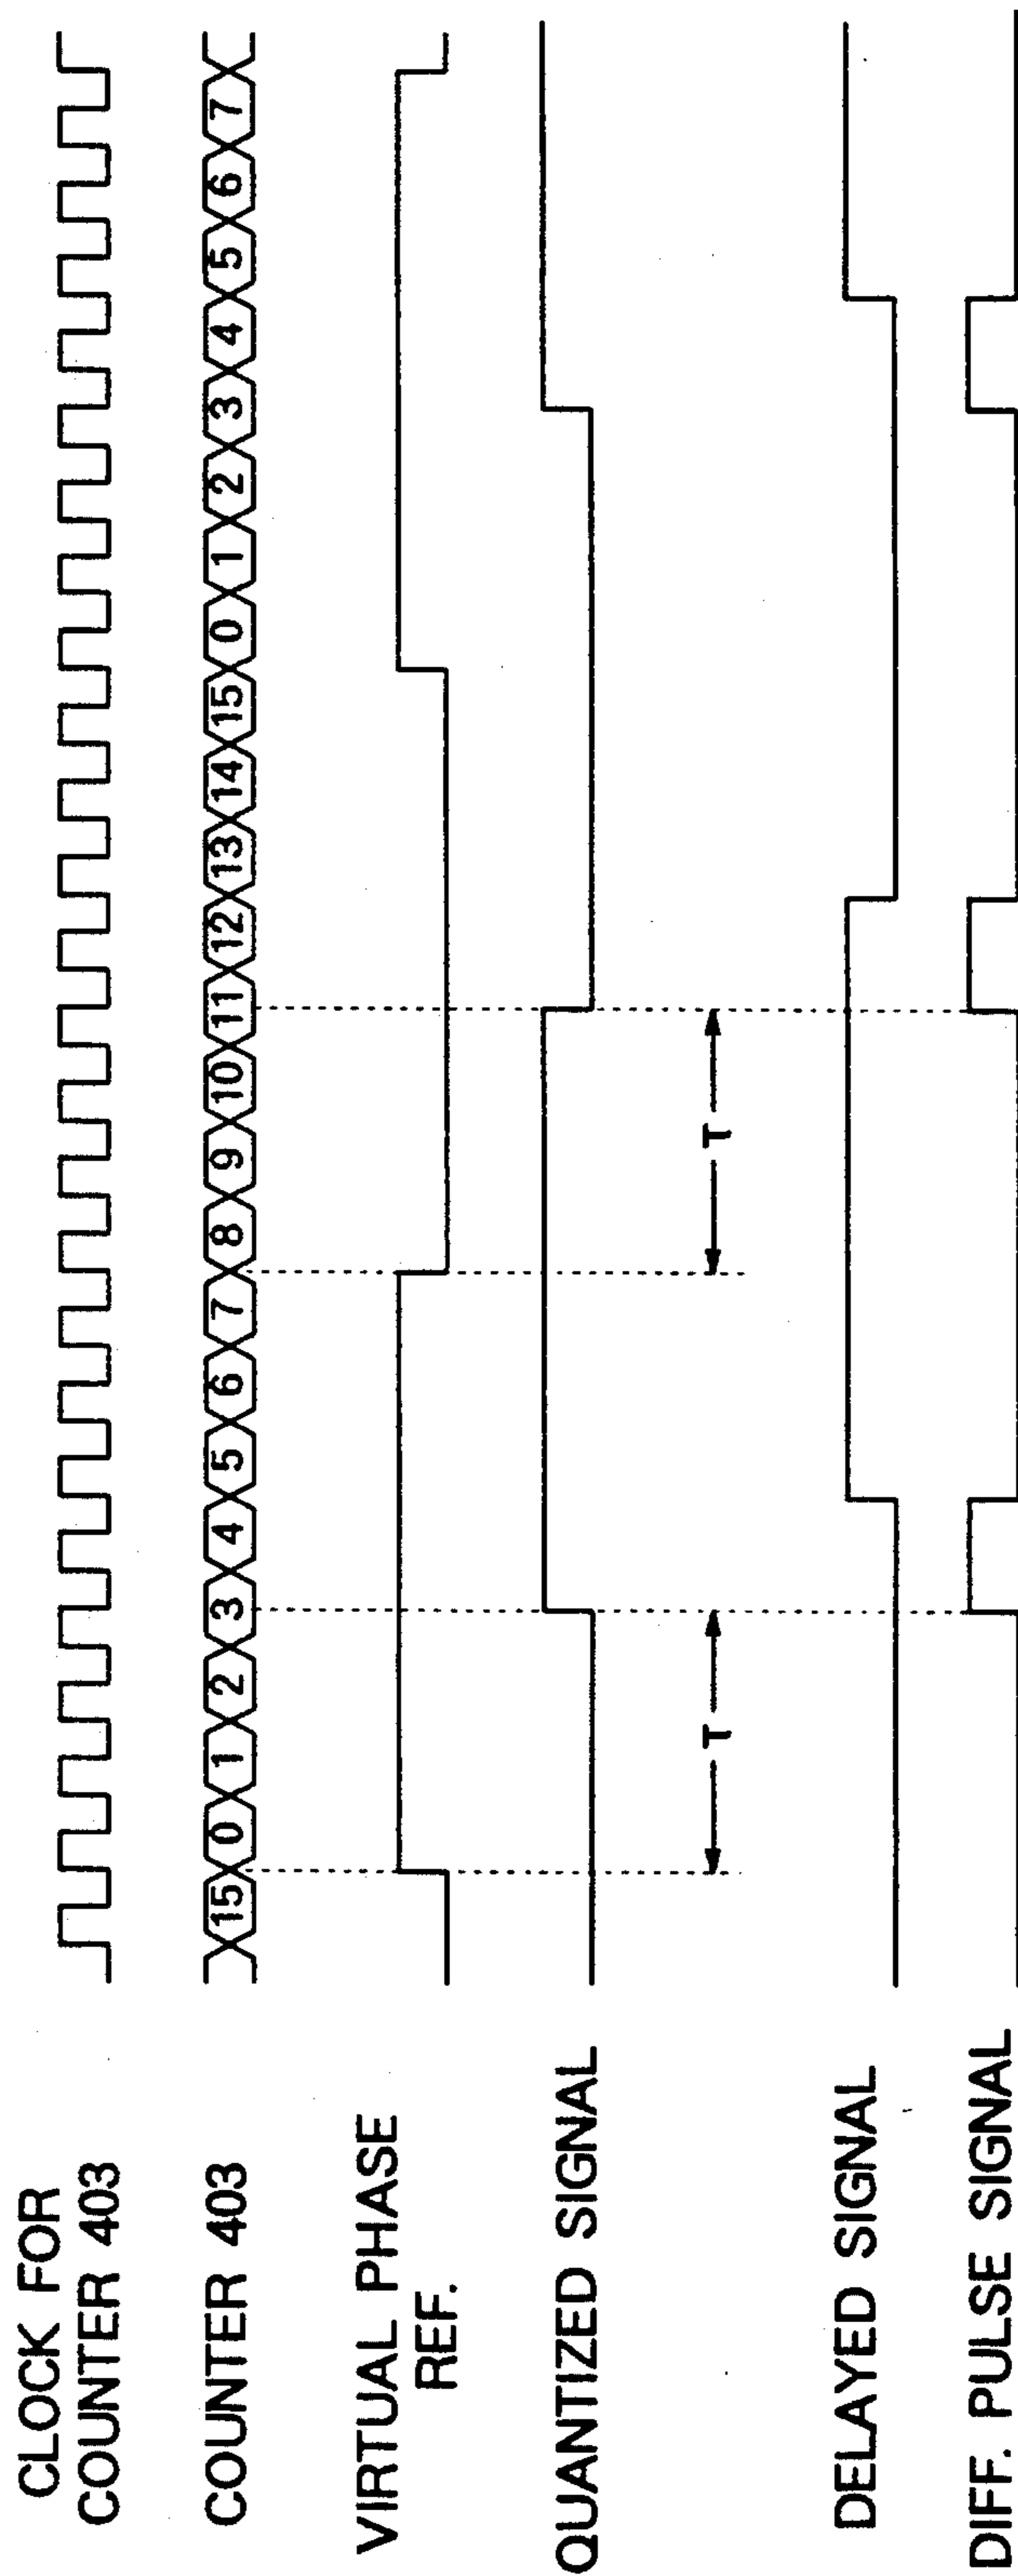 CLOCK FOR
COUNTER 403
COUNTER 403
15 0 1 2 3 4 5 6 7 8 9 10 11 12 13 14 15 0 1 2 3 4 5 6 7
VIRTUAL PHASE
REF.
QUANTIZED SIGNAL
T T
DELAYED SIGNAL
DIFF. PULSE SIGNAL